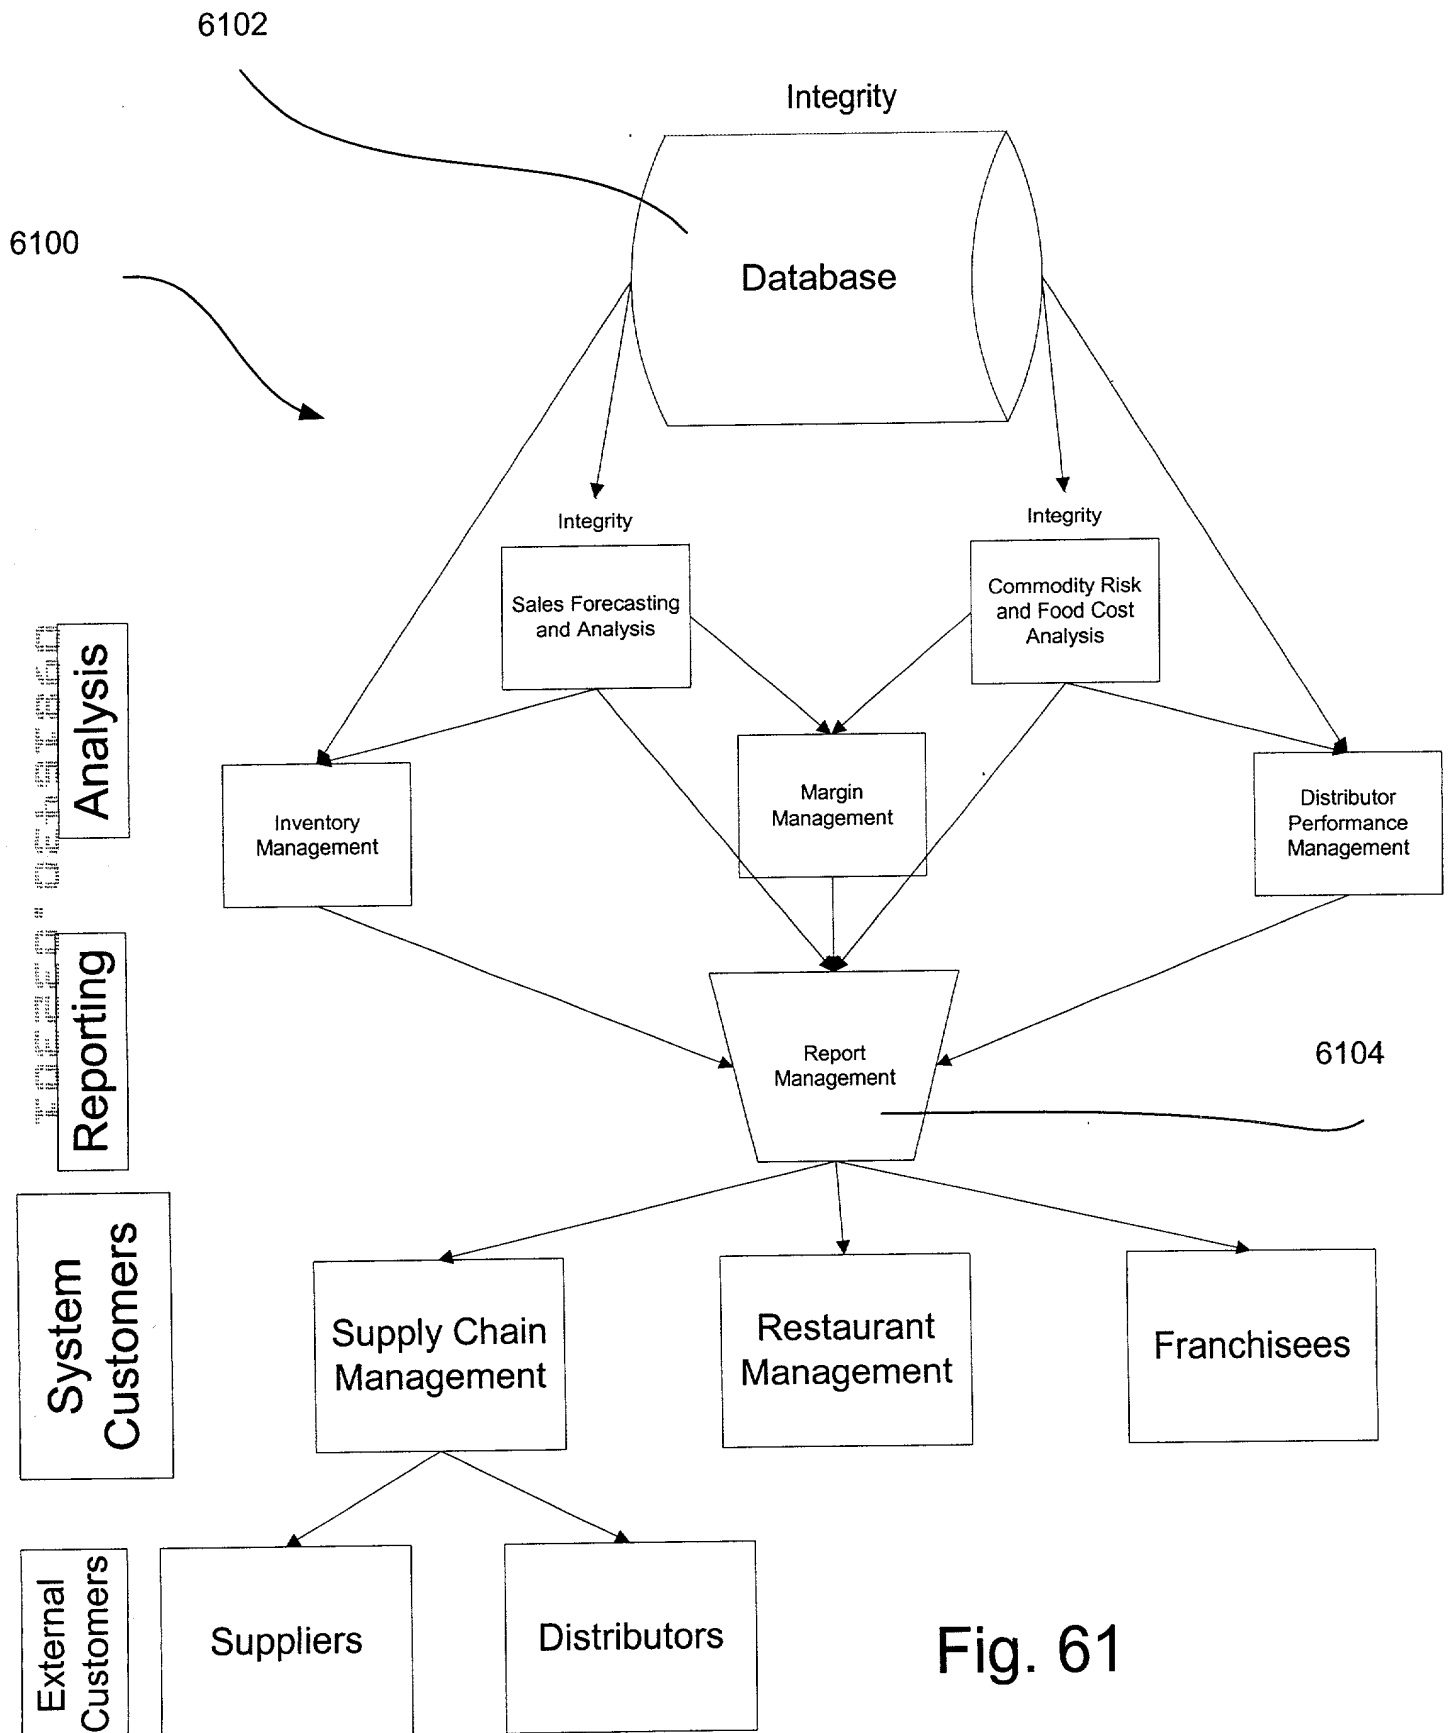 6102
Integrity
6100
Database
Integrity
Integrity
Sales Forecasting
and Analysis
Commodity Risk
and Food Cost
Analysis
Analysis
Inventory
Management
Margin
Management
Distributor
Performance
Management
Reporting
Report
Management
6104
System
Customers
Supply Chain
Management
Restaurant
Management
Franchisees
External
Customers
Suppliers
Distributors
Fig. 61